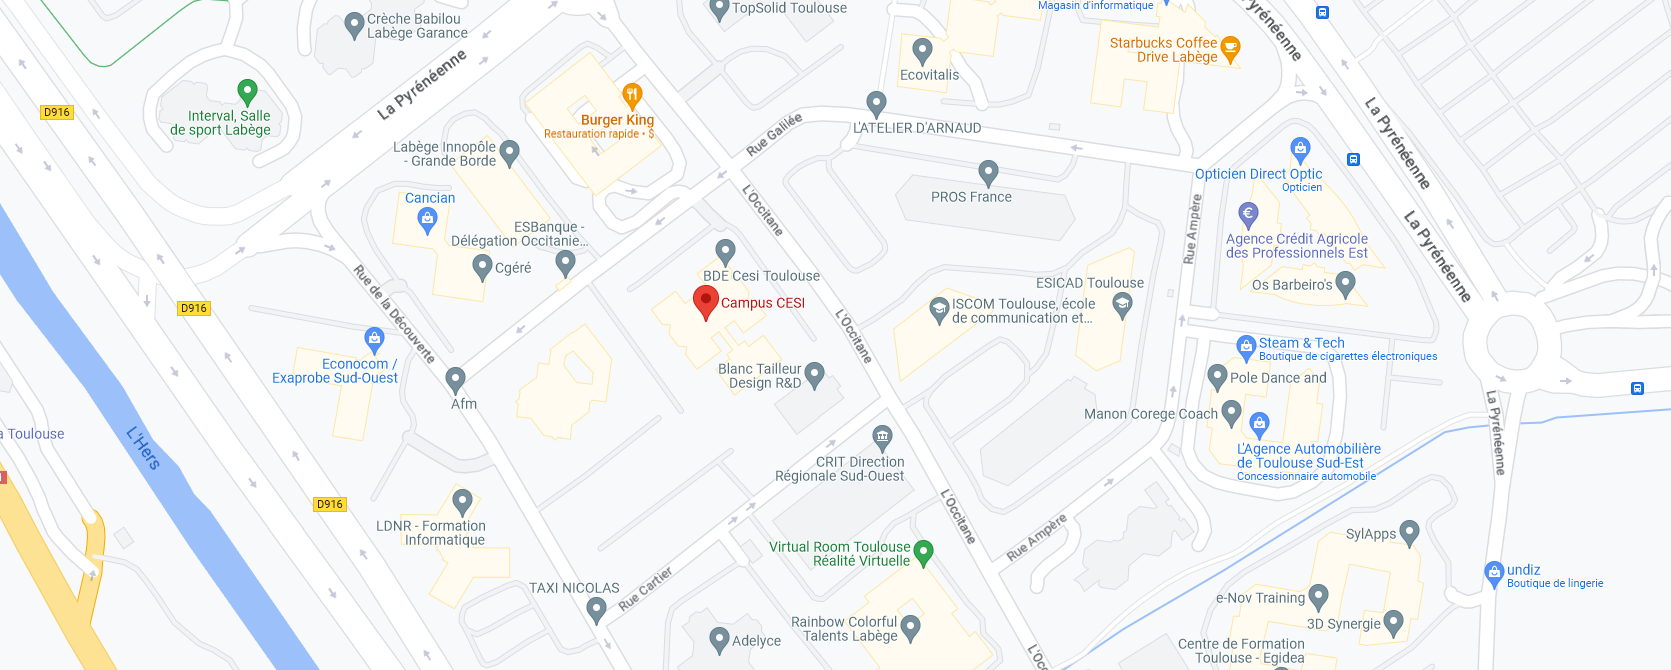 Crèche Babilou
Labège Garance
TopSolid Toulouse
Magasin d'informatique
Pyrénéenne
Starbucks Coffee
Drive Labège
Ecovitalis
La Pyrénéenne
D916
Interval, Salle
de sport Labège
Burger King
Restauration rapide • $
Rue Galilée
L'ATELIER D'ARNAUD
La Pyrénéenne
Labège Innopôle
- Grande Borde
Opticien Direct Optic
Opticien
PROS France
Cancian
L'Occitane
Rue Ampère
ESBanque -
Délégation Occitanie...
Agence Crédit Agricole
des Professionnels Est
La Pyrénéenne
Cgéré
BDE Cesi Toulouse
Campus CESI
ESICAD Toulouse
Os Barbeiro's
ISCOM Toulouse, école
de communication et...
D916
Rue de la Découverte
L'Occitane
Steam & Tech
Boutique de cigarettes électroniques
Econocom /
Exaprobe Sud-Ouest
Blanc Tailleur
Design R&D
Pole Dance and
Afm
Manon Corege Coach
La Pyrénéenne
a Toulouse
L'Hers
L'Agence Automobilière
de Toulouse Sud-Est
Concessionnaire automobile
CRIT Direction
Régionale Sud-Ouest
D916
L'Occitane
LDNR - Formation
Informatique
Rue Ampère
SylApps
Virtual Room Toulouse
Réalité Virtuelle
undiz
Boutique de lingerie
TAXI NICOLAS
Rue Cartier
e-Nov Training
3D Synergie
Rainbow Colorful
Talents Labège
Adelyce
Centre de Formation
Toulouse - Egidea
L'Oc